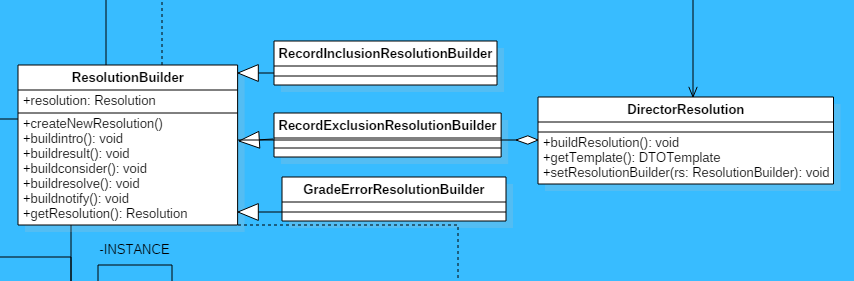 ResolutionBuilder
+resolution: Resolution
+createNewResolution()
+buildintro(): void
+buildresult(): void
+buildconsider(): void
+buildresolve(): void
+buildnotify(): void
+getResolution(): Resolution
-INSTANCE
RecordInclusionResolutionBuilder
RecordExclusionResolutionBuilder
GradeErrorResolutionBuilder
DirectorResolution
+buildResolution(): void
+getTemplate(): DTOTemplate
+setResolutionBuilder(rs: ResolutionBuilder): void